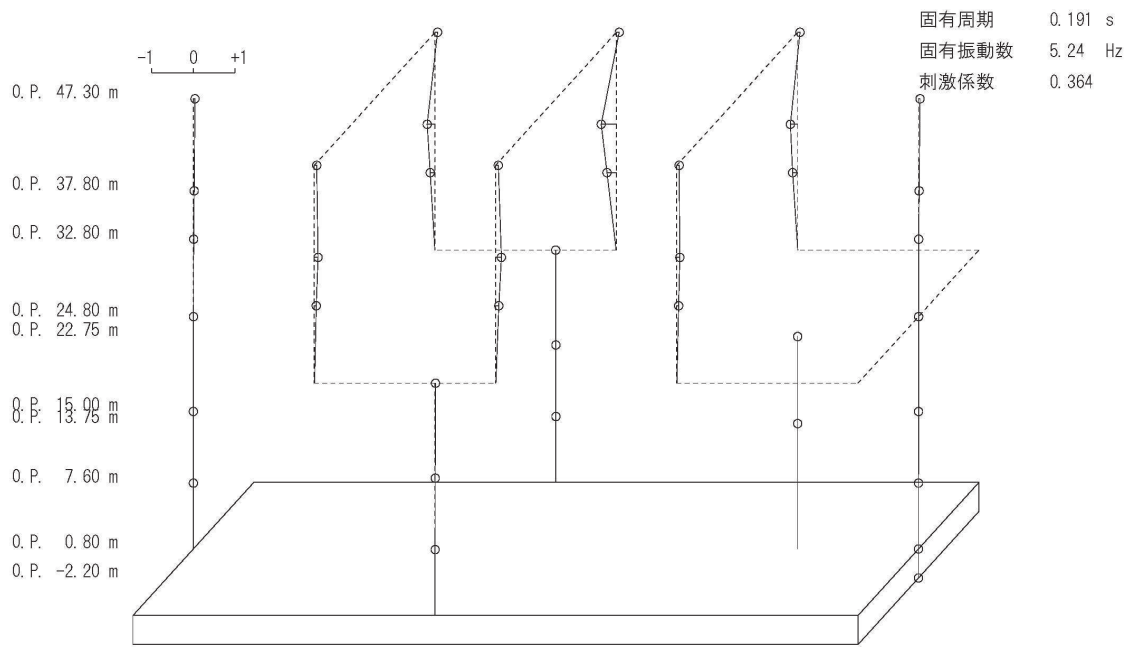 固有周期 0.191 s
固有振動数 5.24 Hz
刺激係数 0.364
-1 0 +1
O.P. 47.30 m
O.P. 37.80 m
O.P. 32.80 m
O.P. 24.80 m
O.P. 22.75 m
O.P. 15.00 m
O.P. 13.75 m
O.P. 7.60 m
O.P. 0.80 m
O.P. -2.20 m